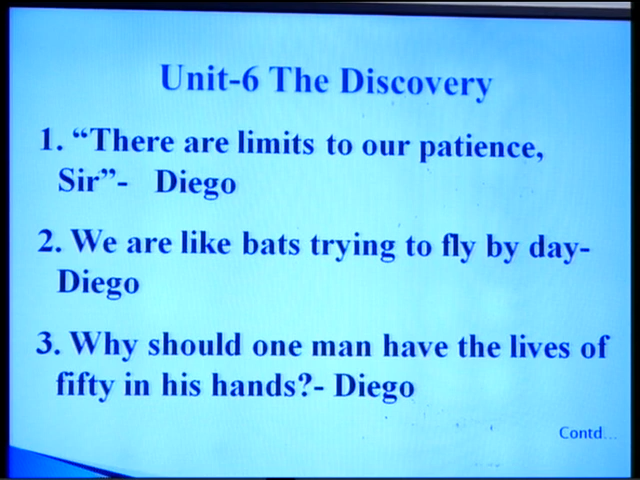 Unit-6 The Discovery
1. “There are limits to our patience,
Sir”- Diego
2. We are like bats trying to fly by day-
Diego
3. Why should one man have the lives of
fifty in his hands?- Diego
Contd...